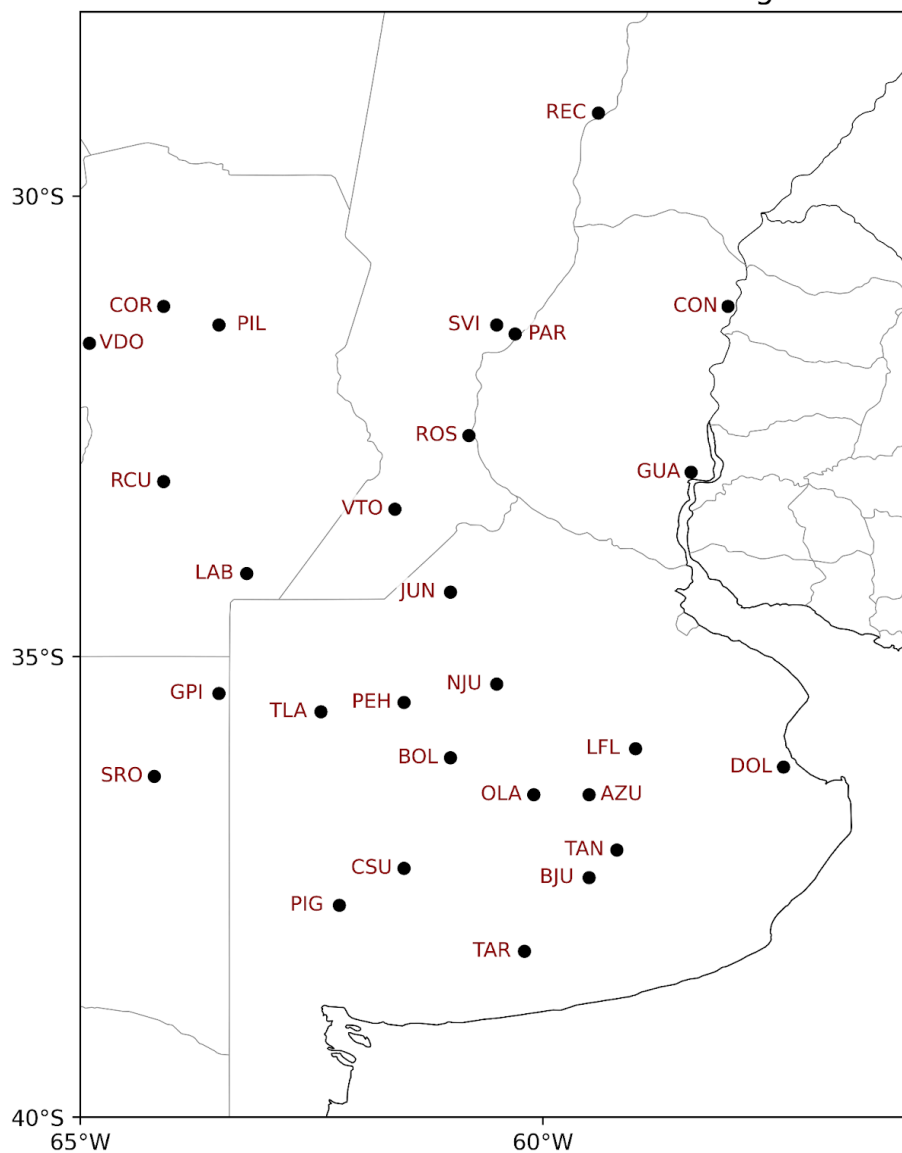 REC
30°S
COR
PIL
SVI
PAR
CON
VDO
ROS
GUA
RCU
VTO
LAB
JUN
35°S
GPI
TLA
PEH
NJU
BOL
LFL
DOL
SRO
OLA
AZU
TAN
CSU
BJU
PIG
TAR
40°S
65°W
60°W